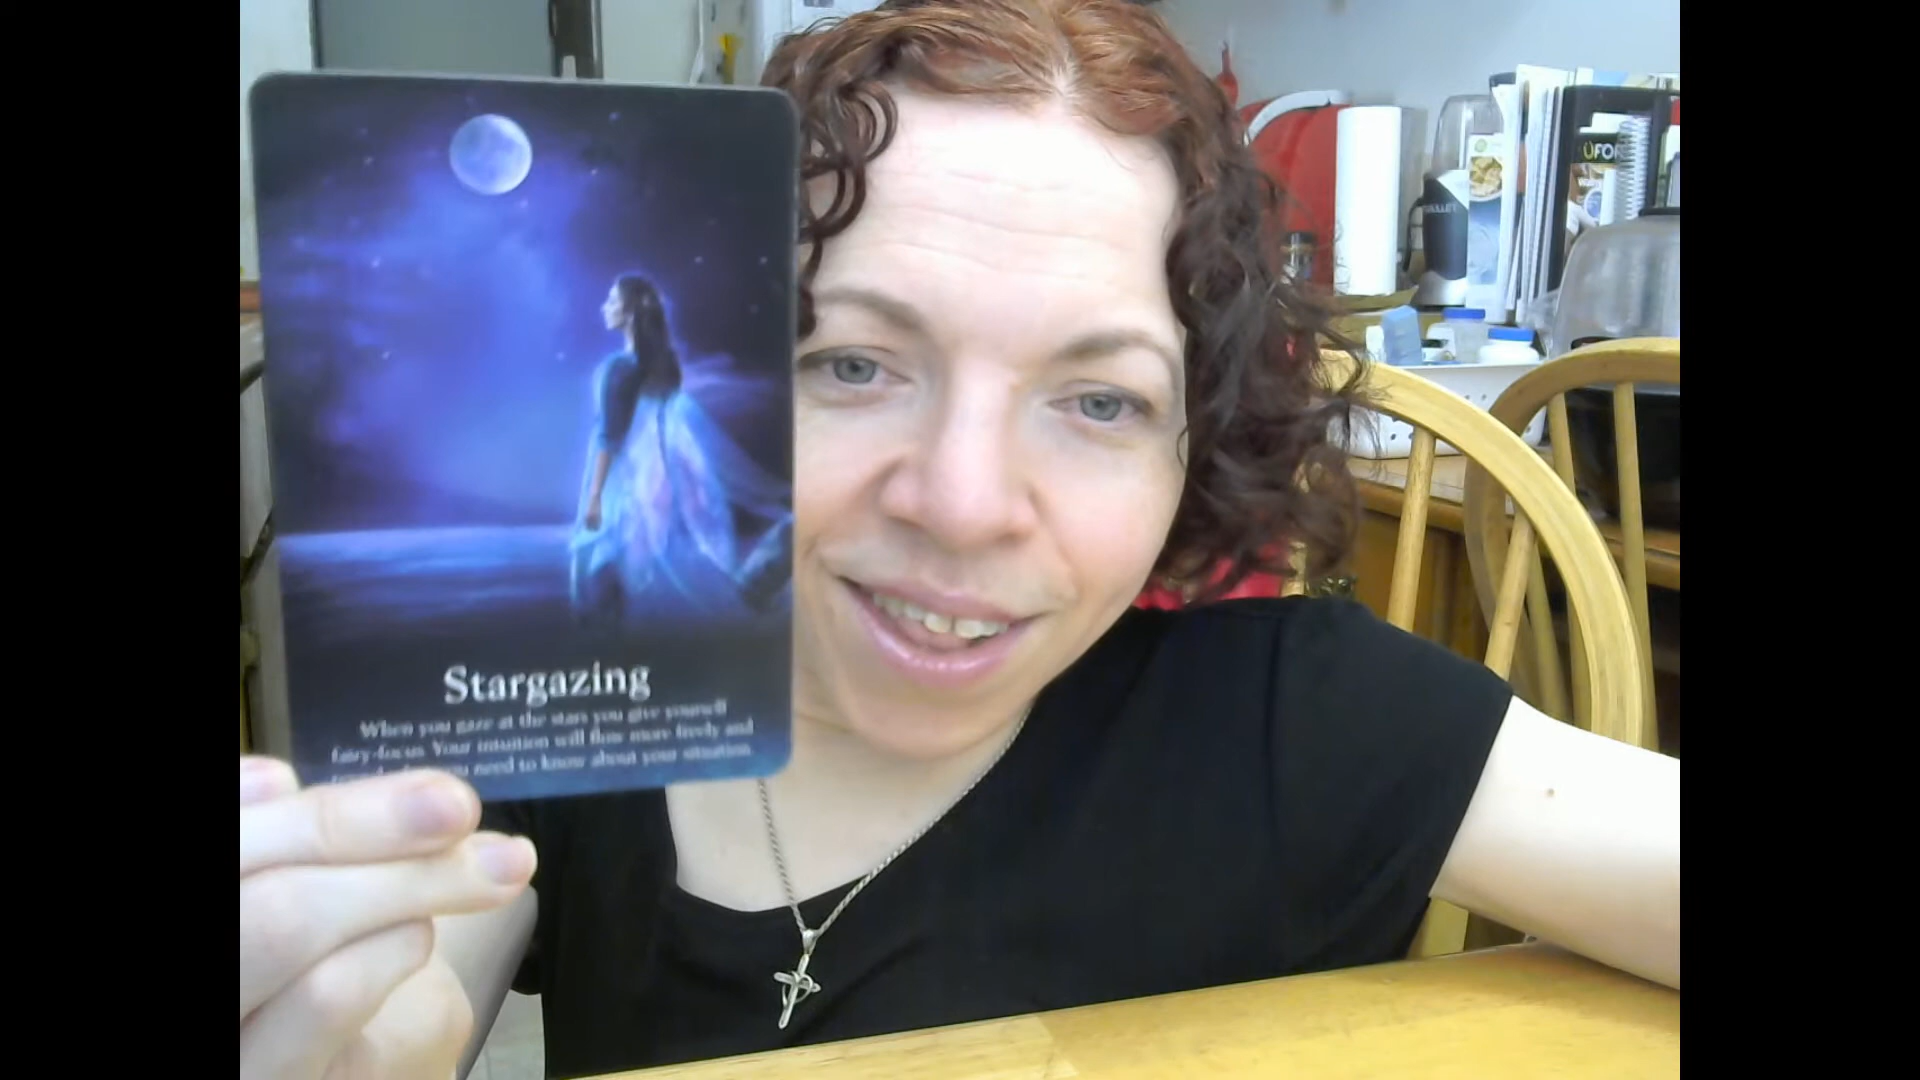 Stargazing
When you gaze at the stars you give yourself
fairy-focus. Your intuition will flow more freely and
you need to know about your situation.
ÜFOR